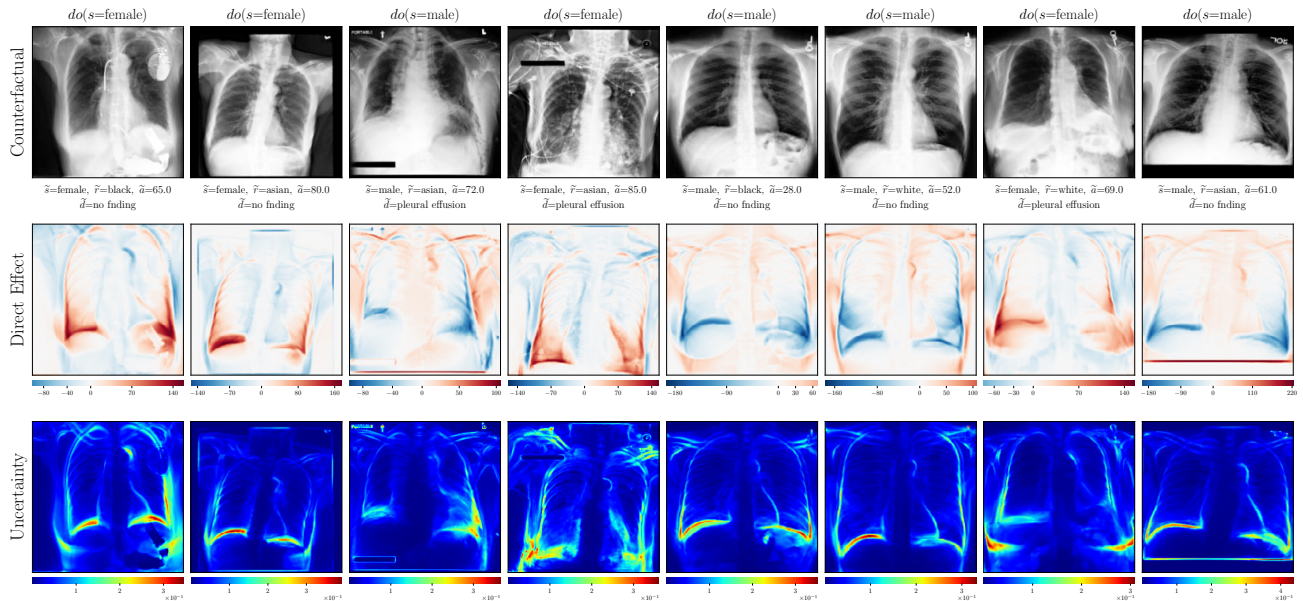 do(s=female) do(s=female) do(s=male) do(s=female) do(s=male) do(s=male) do(s=female) do(s=male)
Counterfactual
PORTABLE
L
s̃=female, r̃=black, ã=65.0 s̃=female, r̃=asian, ã=80.0 s̃=male, r̃=asian, ã=72.0 s̃=female, r̃=asian, ã=85.0 s̃=male, r̃=black, ã=28.0 s̃=male, r̃=white, ã=52.0 s̃=female, r̃=white, ã=69.0 s̃=male, r̃=asian, ã=61.0
d̃=no fnding d̃=no fnding d̃=pleural effusion d̃=pleural effusion d̃=no fnding d̃=no fnding d̃=pleural effusion d̃=no fnding
Direct Effect
−80 −40 0 70 140 −140 −70 0 80 160 −80 −40 0 50 100 −140 −70 0 70 140 −180 −90 0 30 60 −160 −80 0 50 100 −60 −30 0 70 140 −180 −90 0 110 220
Uncertainty
PORTABLE
1 2 3 1 2 3 1 2 3 1 2 1 2 3 1 2 3 1 2 3 1 2 3 4
×10⁻¹ ×10⁻¹ ×10⁻¹ ×10⁻¹ ×10⁻¹ ×10⁻¹ ×10⁻¹ ×10⁻¹